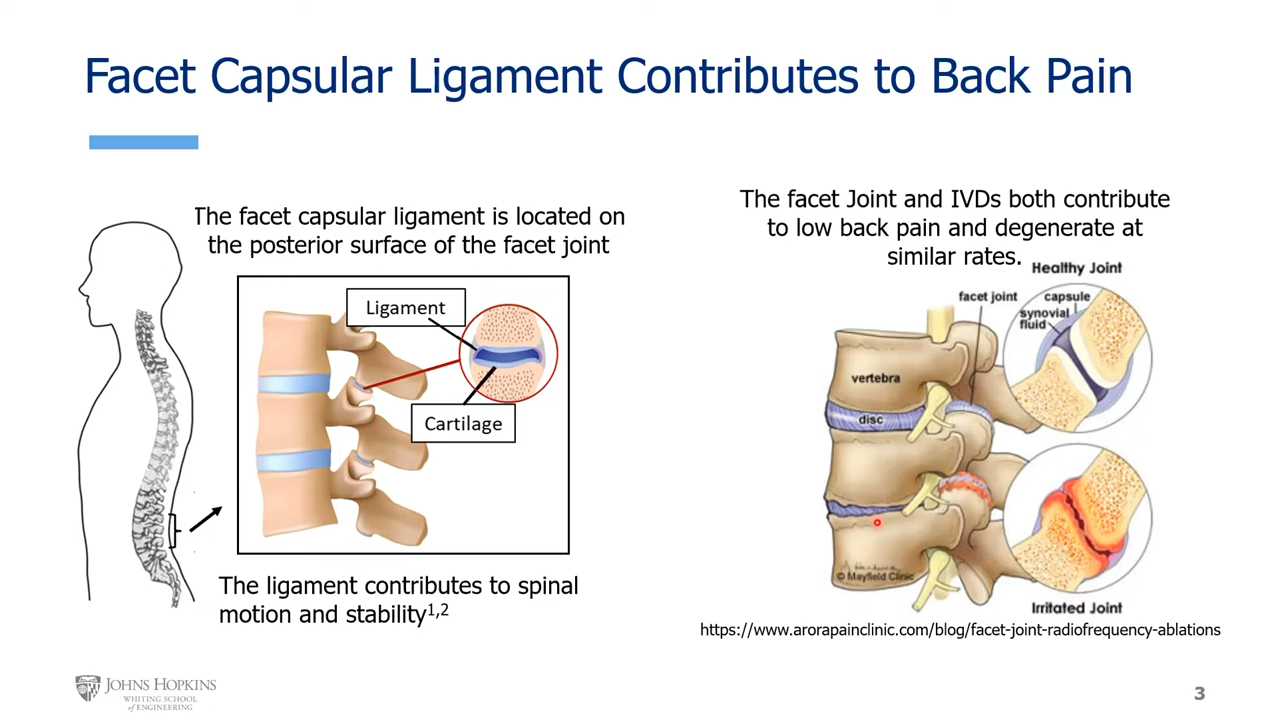 Facet Capsular Ligament Contributes to Back Pain
The facet capsular ligament is located on
the posterior surface of the facet joint
Ligament
Cartilage
The ligament contributes to spinal
motion and stability1,2
The facet Joint and IVDs both contribute
to low back pain and degenerate at
similar rates.
Healthy Joint
facet joint
capsule
synovial
fluid
vertebra
disc
© Mayfield Clinic
Irritated Joint
https://www.arorapainclinic.com/blog/facet-joint-radiofrequency-ablations
JOHNS HOPKINS
WHITING SCHOOL
of ENGINEERING
3